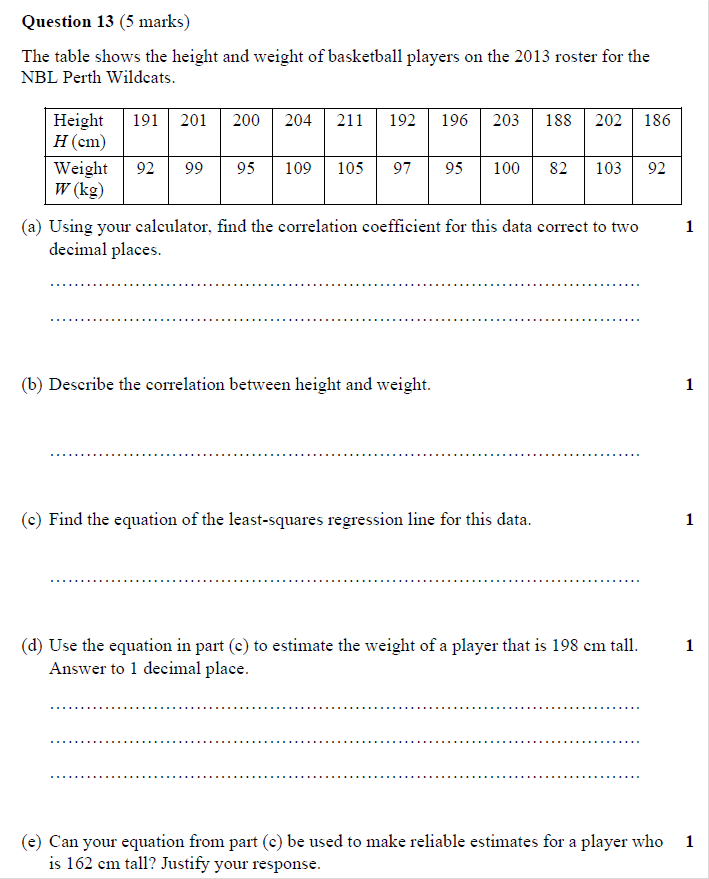 Question 13 (5 marks)
The table shows the height and weight of basketball players on the 2013 roster for the
NBL Perth Wildcats.
Height H (cm) 191 201 200 204 211 192 196 203 188 202 186
Weight W (kg) 92 99 95 109 105 97 95 100 82 103 92
(a) Using your calculator, find the correlation coefficient for this data correct to two 1
decimal places.
(b) Describe the correlation between height and weight. 1
(c) Find the equation of the least-squares regression line for this data. 1
(d) Use the equation in part (c) to estimate the weight of a player that is 198 cm tall. 1
Answer to 1 decimal place.
(e) Can your equation from part (c) be used to make reliable estimates for a player who 1
is 162 cm tall? Justify your response.